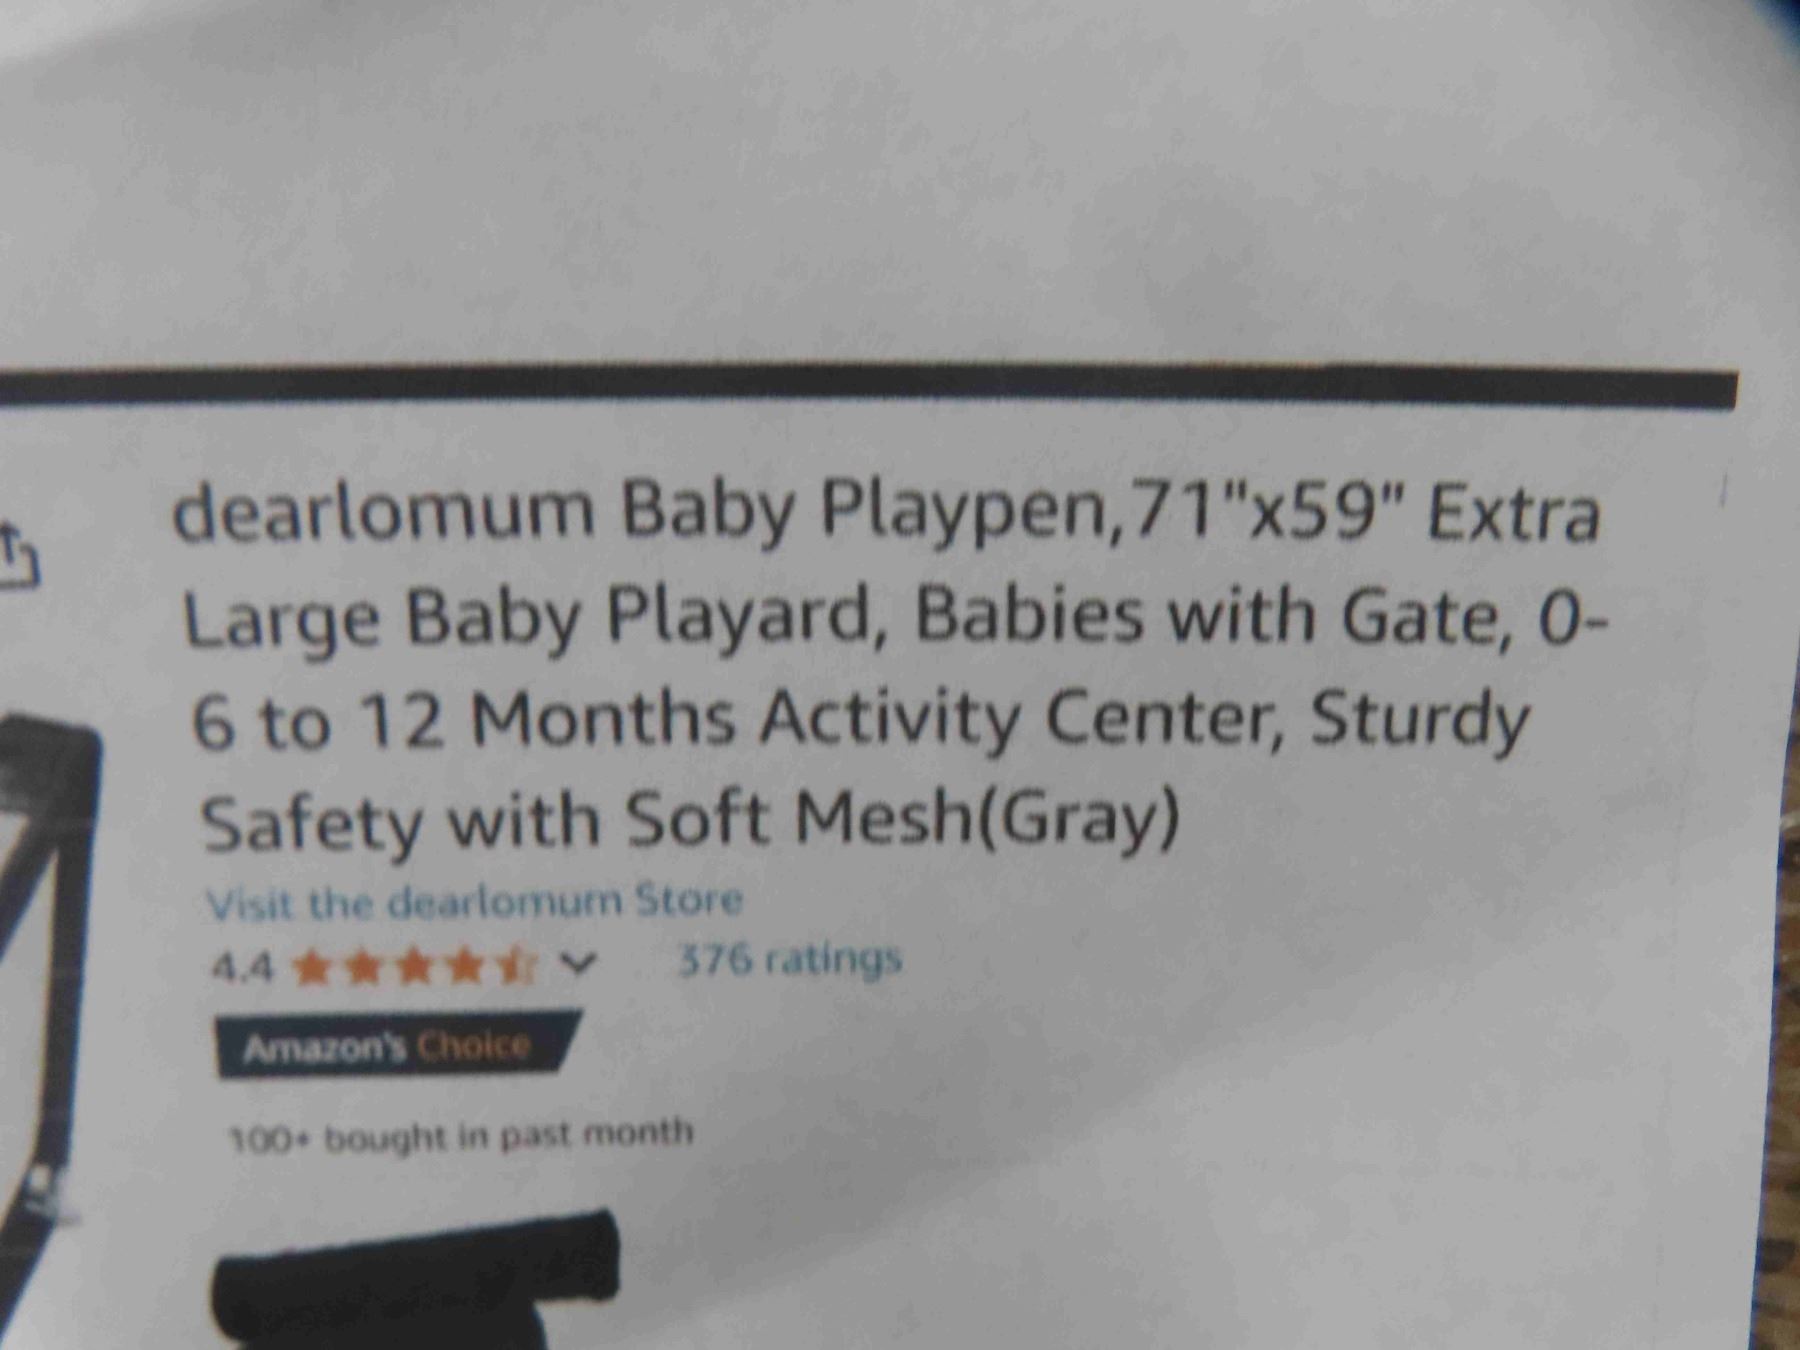 dearlomum Baby Playpen,71"x59" Extra
Large Baby Playard, Babies with Gate, 0-
6 to 12 Months Activity Center, Sturdy
Safety with Soft Mesh(Gray)
Visit the dearlomum Store
4.4 376 ratings
Amazon's Choice
100+ bought in past month